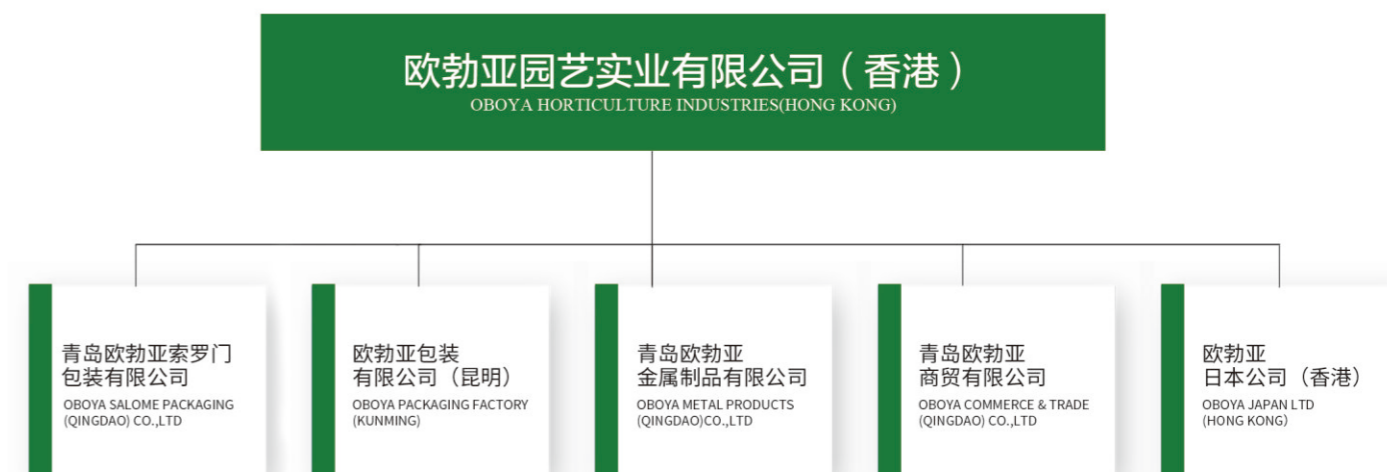 欧勃亚园艺实业有限公司（香港）
OBOYA HORTICULTURE INDUSTRIES(HONG KONG)
青岛欧勃亚索罗门
包装有限公司
OBOYA SALOME PACKAGING
(QINGDAO) CO.,LTD
欧勃亚包装
有限公司（昆明）
OBOYA PACKAGING FACTORY
(KUNMING)
青岛欧勃亚
金属制品有限公司
OBOYA METAL PRODUCTS
(QINGDAO)CO.,LTD
青岛欧勃亚
商贸有限公司
OBOYA COMMERCE & TRADE
(QINGDAO) CO.,LTD
欧勃亚
日本公司（香港）
OBOYA JAPAN LTD
(HONG KONG）